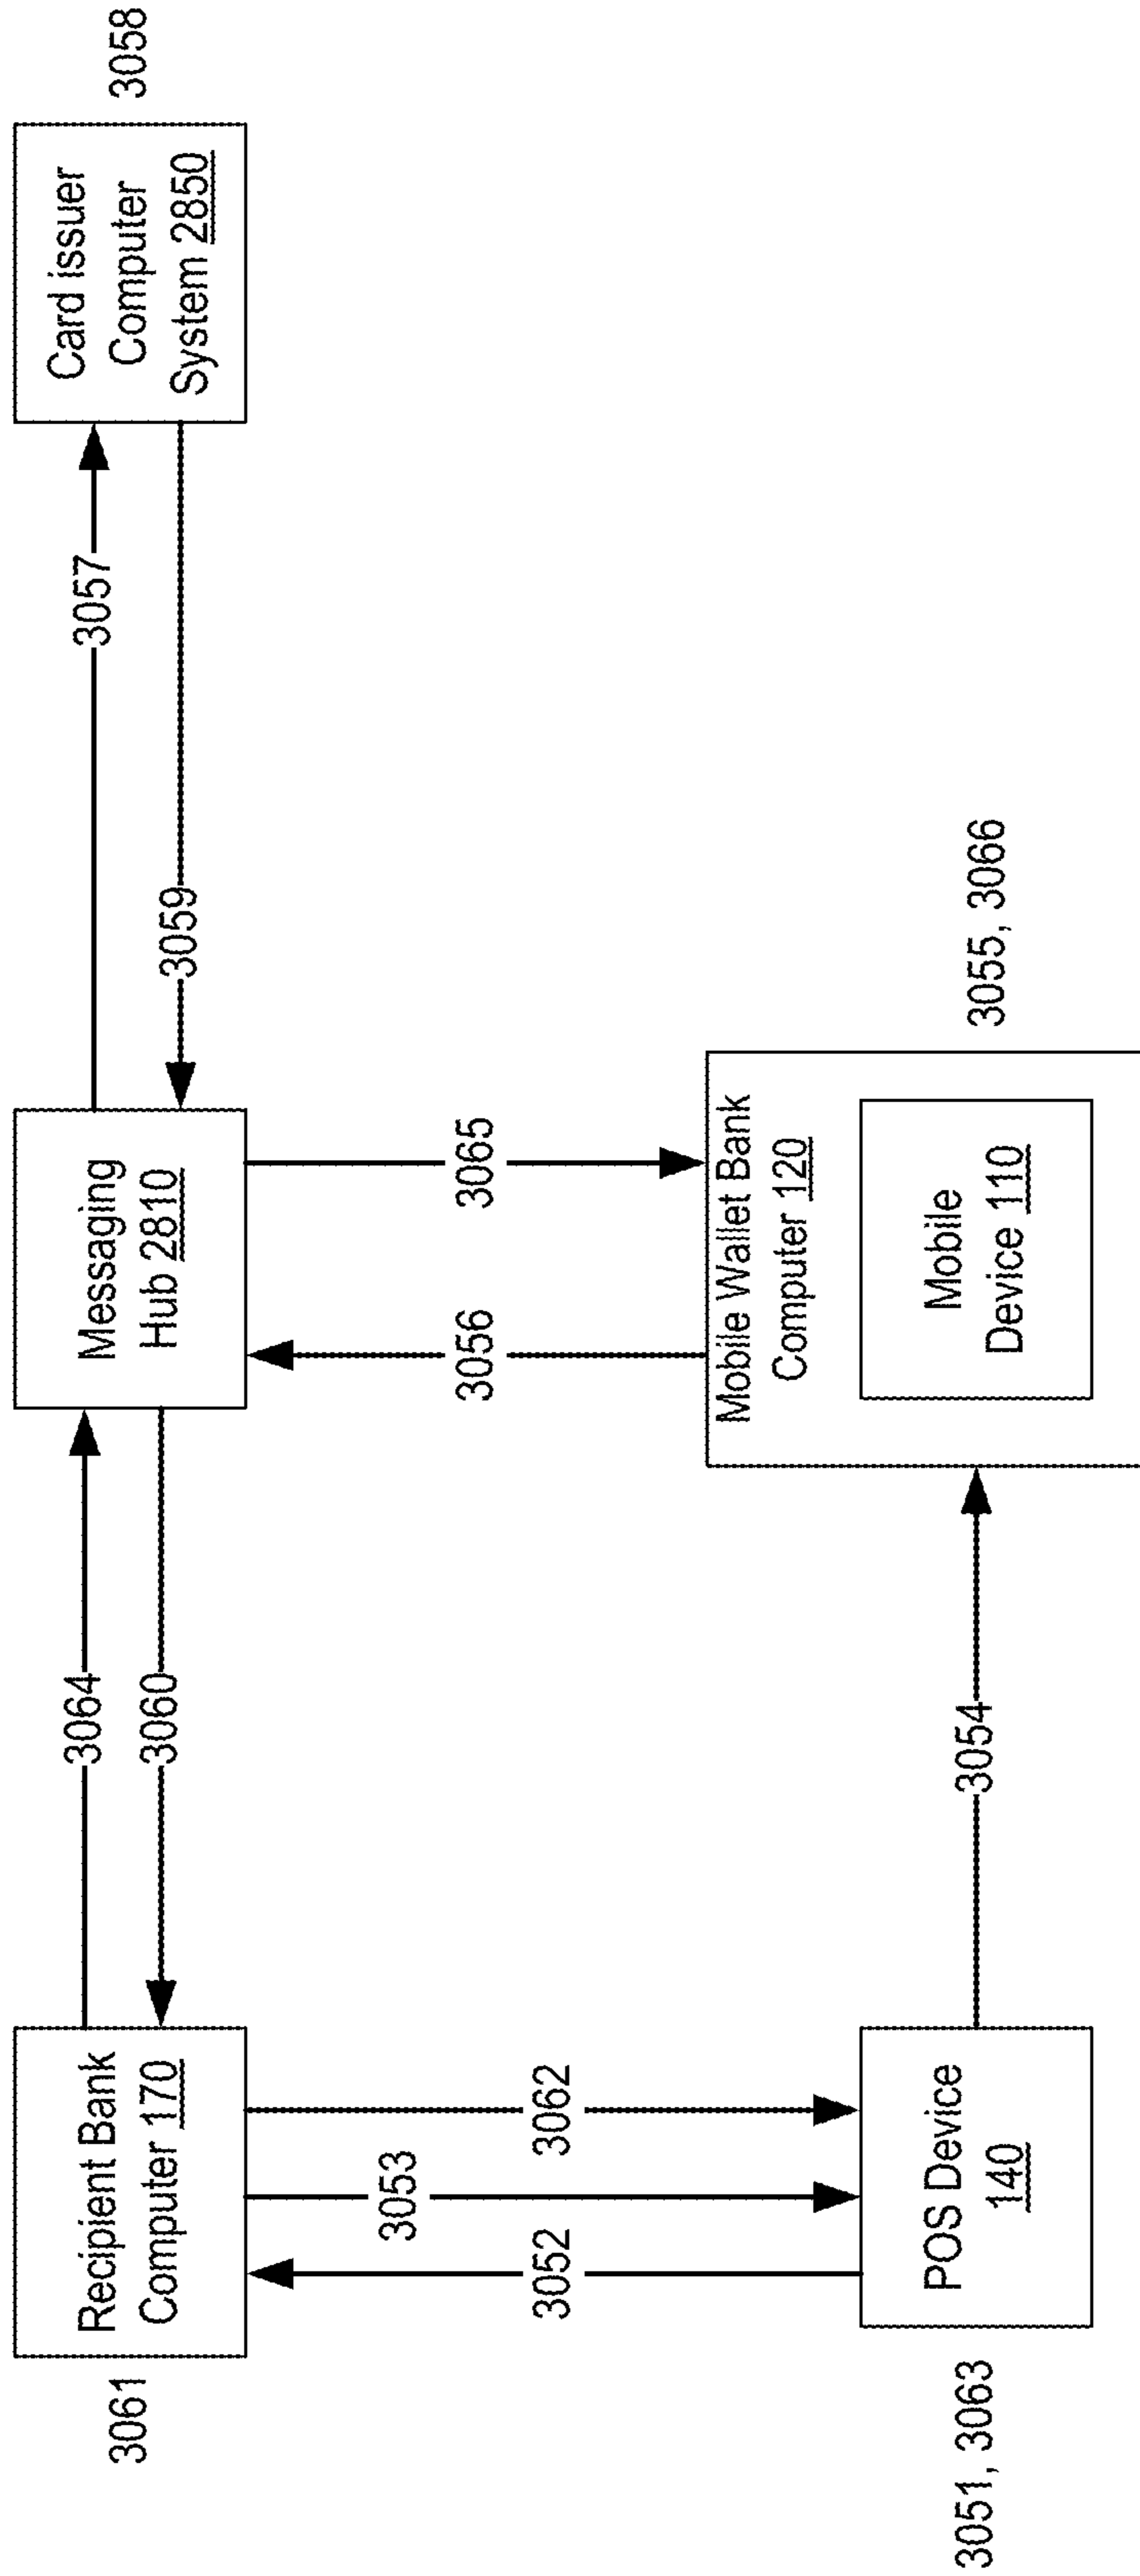 3061
Recipient Bank
Computer 170
3064
3060
Messaging
Hub 2810
3057
3059
Card issuer
Computer
System 2850
3058
3053
3052
3062
3056
3065
3051, 3063
POS Device
140
3054
Mobile Wallet Bank
Computer 120
Mobile
Device 110
3055, 3066